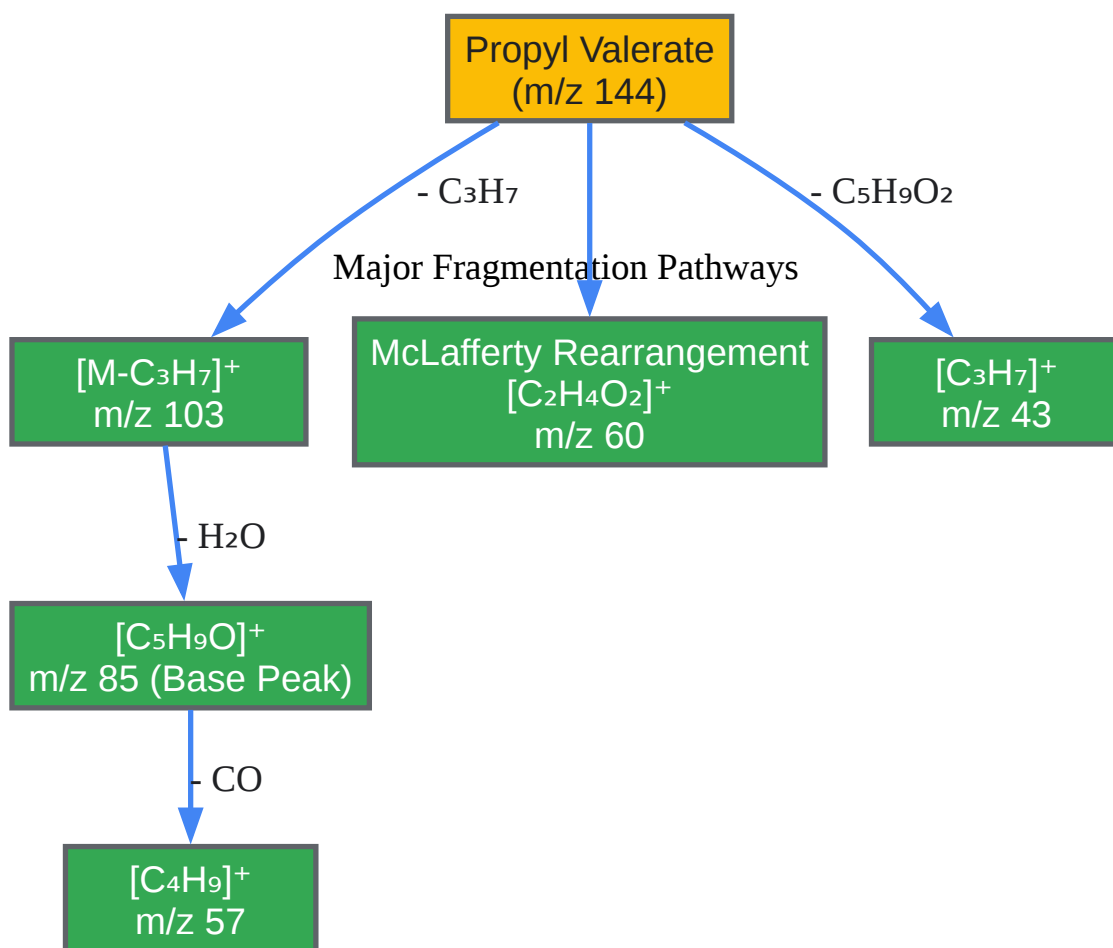 Propyl Valerate
(m/z 144)
- C₃H₇
- C₅H₉O₂
Major Fragmentation Pathways
[M-C₃H₇]⁺
m/z 103
McLafferty Rearrangement
[C₂H₄O₂]⁺
m/z 60
[C₃H₇]⁺
m/z 43
- H₂O
[C₅H₉O]⁺
m/z 85 (Base Peak)
- CO
[C₄H₉]⁺
m/z 57